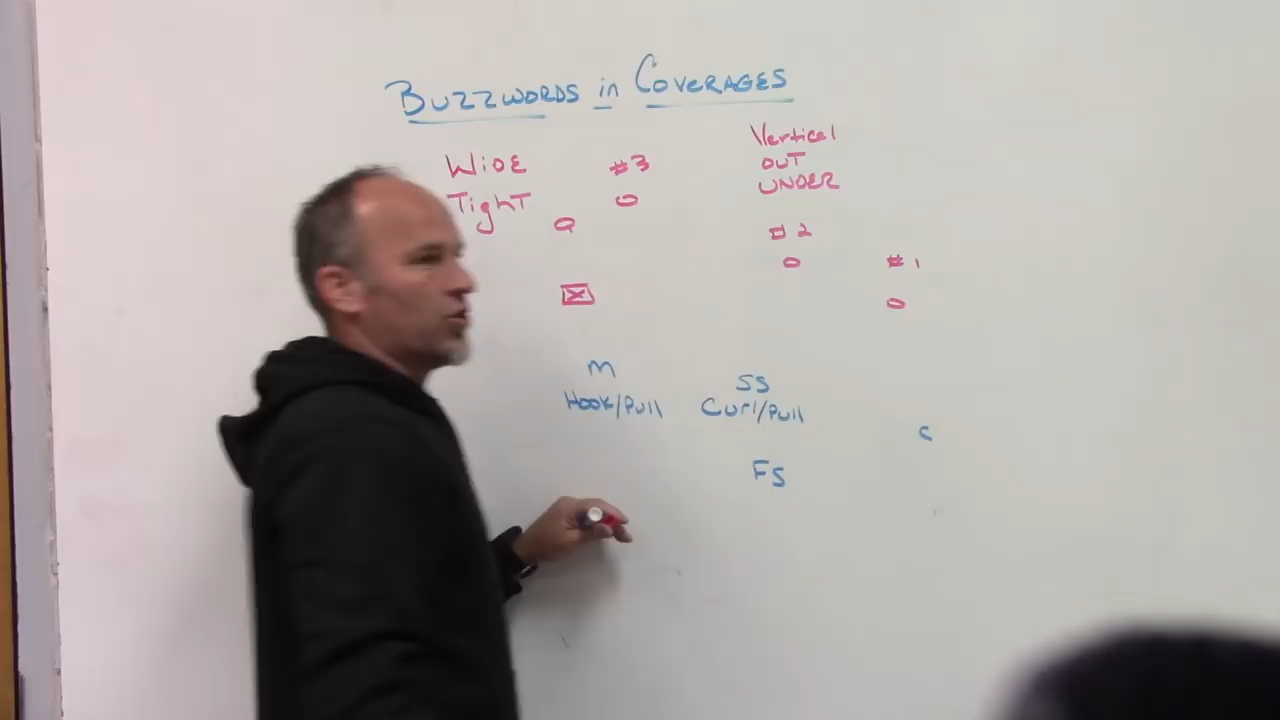 BUZZWORDS in COVERAGES
WIDE
TighT
#3
Vertical
OUT
UNDER
#2
#1
M
Hook/Pull
SS
Curl/Pull
C
FS